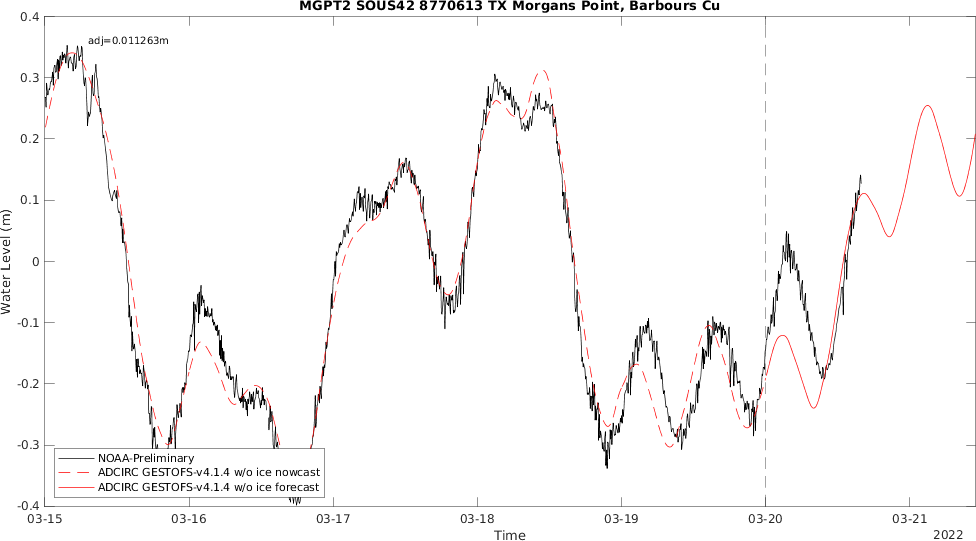 MGPT2 SOUS42 8770613 TX Morgans Point, Barbours Cu
adj=0.011263m
0.4
0.3
0.2
0.1
0
-0.1
-0.2
-0.3
-0.4
Water Level (m)
NOAA-Preliminary
ADCIRC GESTOFS-v4.1.4 w/o ice nowcast
ADCIRC GESTOFS-v4.1.4 w/o ice forecast
03-15 03-16 03-17 03-18 03-19 03-20 03-21
Time
2022